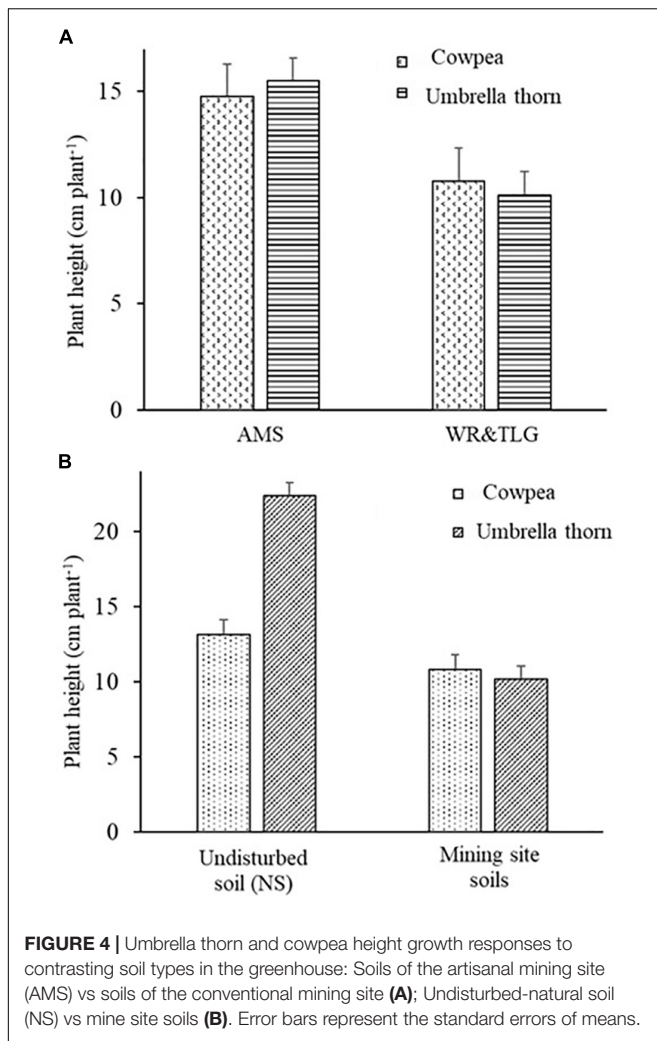 A
Cowpea
Umbrella thorn
Plant height (cm plant⁻¹)
15
10
5
0
AMS
WR&TLG
B
Cowpea
Umbrella thorn
Plant height (cm plant⁻¹)
20
15
10
5
0
Undisturbed
soil (NS)
Mining site
soils
FIGURE 4 | Umbrella thorn and cowpea height growth responses to
contrasting soil types in the greenhouse: Soils of the artisanal mining site
(AMS) vs soils of the conventional mining site (A); Undisturbed-natural soil
(NS) vs mine site soils (B). Error bars represent the standard errors of means.